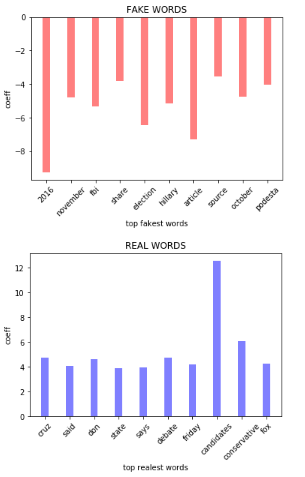 FAKE WORDS
0
−2
−4
−6
−8
coeff
2016
november
fbi
share
election
hillary
article
source
october
podesta
top fakest words
REAL WORDS
12
10
8
6
4
2
0
coeff
cruz
said
don
state
says
debate
friday
candidates
conservative
fox
top realest words